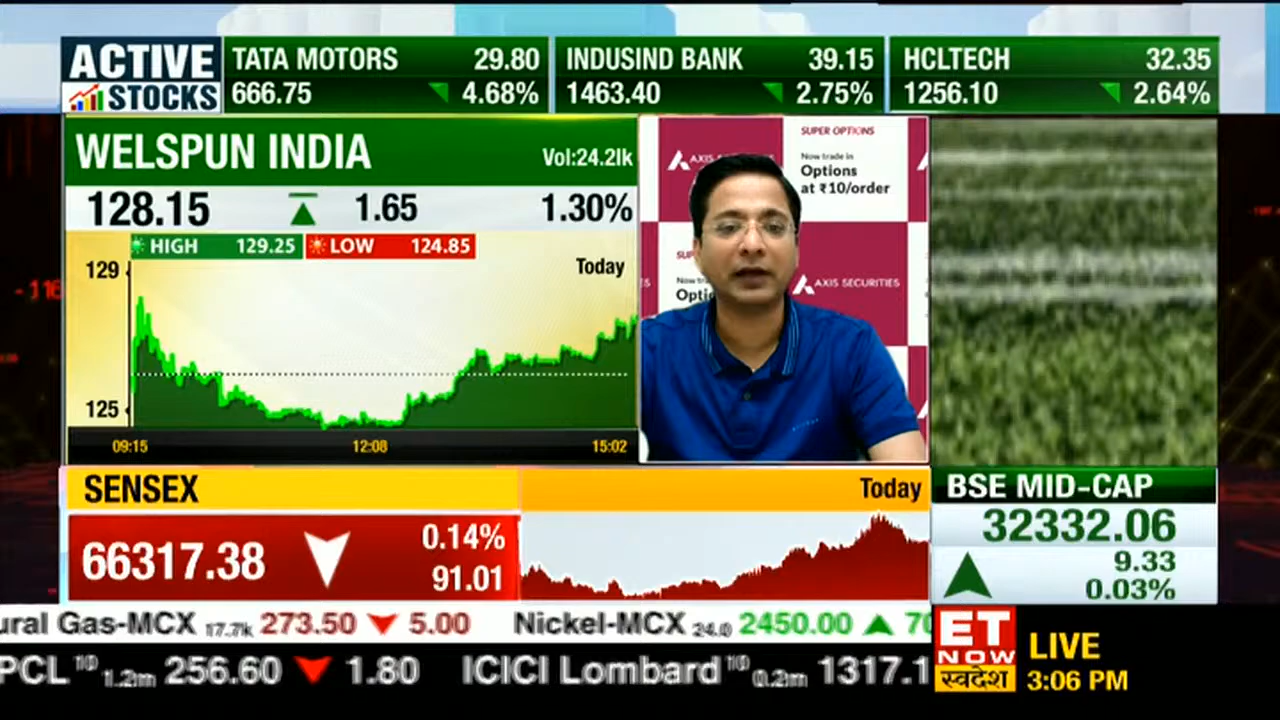 ACTIVE
STOCKS
TATA MOTORS 29.80
666.75 4.68%
INDUSIND BANK 39.15
1463.40 2.75%
HCLTECH 32.35
1256.10 2.64%
WELSPUN INDIA Vol:24.2lk
128.15 1.65 1.30%
HIGH 129.25 LOW 124.85
Today
129
125
09:15 12:08 15:02
SUPER OPTIONS
Now trade in
Options
at ₹10/order
AXIS
AXIS SECURITIES
SENSEX Today
66317.38 0.14%
91.01
BSE MID-CAP
32332.06
9.33
0.03%
ural Gas-MCX 17.7k 273.50 5.00 Nickel-MCX 24.0 2450.00 70
PCL 10 1.2m 256.60 1.80 ICICI Lombard 10 0.2m 1317.1
ET
NOW
स्वदेश
LIVE
3:06 PM